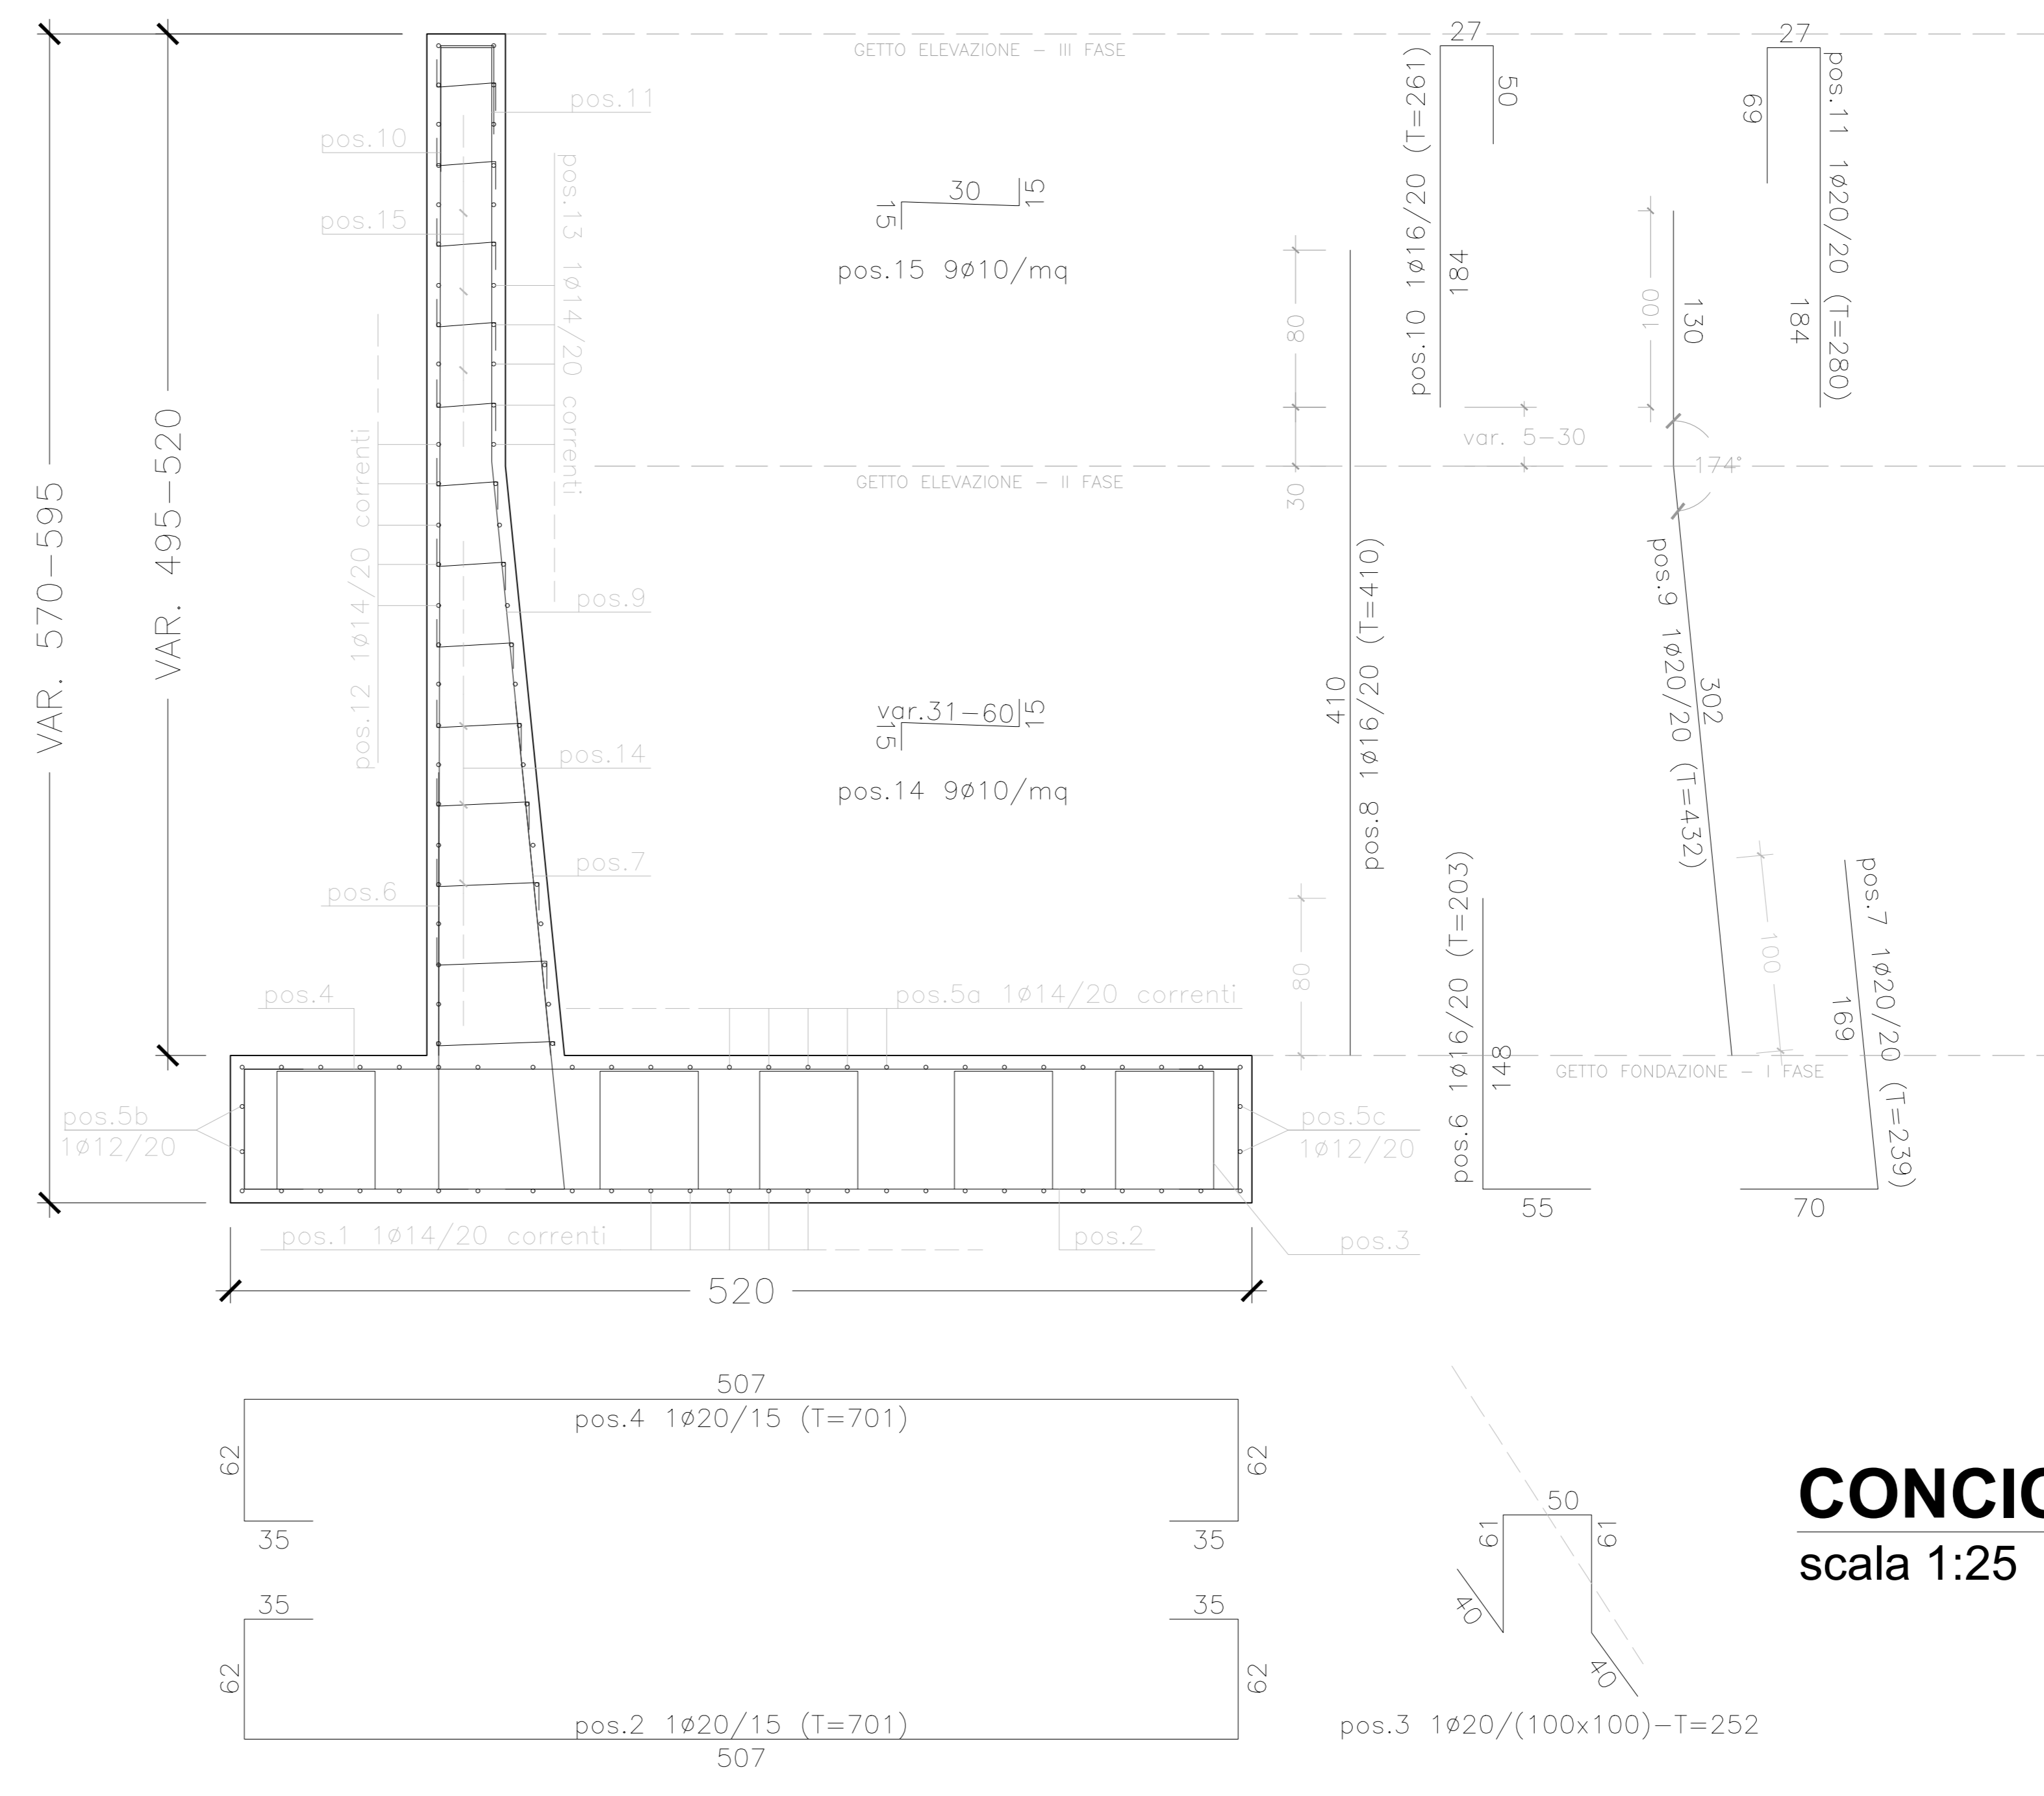 GETTO ELEVAZIONE - III FASE
27
27
pos.11
pos.10
pos.15
pos.13 1ø14/20 correnti
30
15
15
pos.15 9ø10/mq
pos.10 1ø16/20 (T=261)
50
184
69
pos.11 1ø20/20 (T=280)
184
100
130
80
30
var. 5-30
174°
GETTO ELEVAZIONE - II FASE
VAR. 570-595
VAR. 495-520
pos.12 1ø14/20 correnti
pos.9
pos.14
pos.7
pos.6
var.31-60
15
15
pos.14 9ø10/mq
410
pos.8 1ø16/20 (T=410)
pos.9 1ø20/20 (T=432)
302
100
80
pos.6 1ø16/20 (T=203)
148
55
pos.7 1ø20/20 (T=239)
169
70
pos.4
pos.5a 1ø14/20 correnti
GETTO FONDAZIONE - I FASE
pos.5b
1ø12/20
pos.5c
1ø12/20
pos.1 1ø14/20 correnti
pos.2
pos.3
520
507
pos.4 1ø20/15 (T=701)
62
62
35
35
35
35
62
62
pos.2 1ø20/15 (T=701)
507
50
61
61
40
40
pos.3 1ø20/(100x100)-T=252
CONCIO
scala 1:25